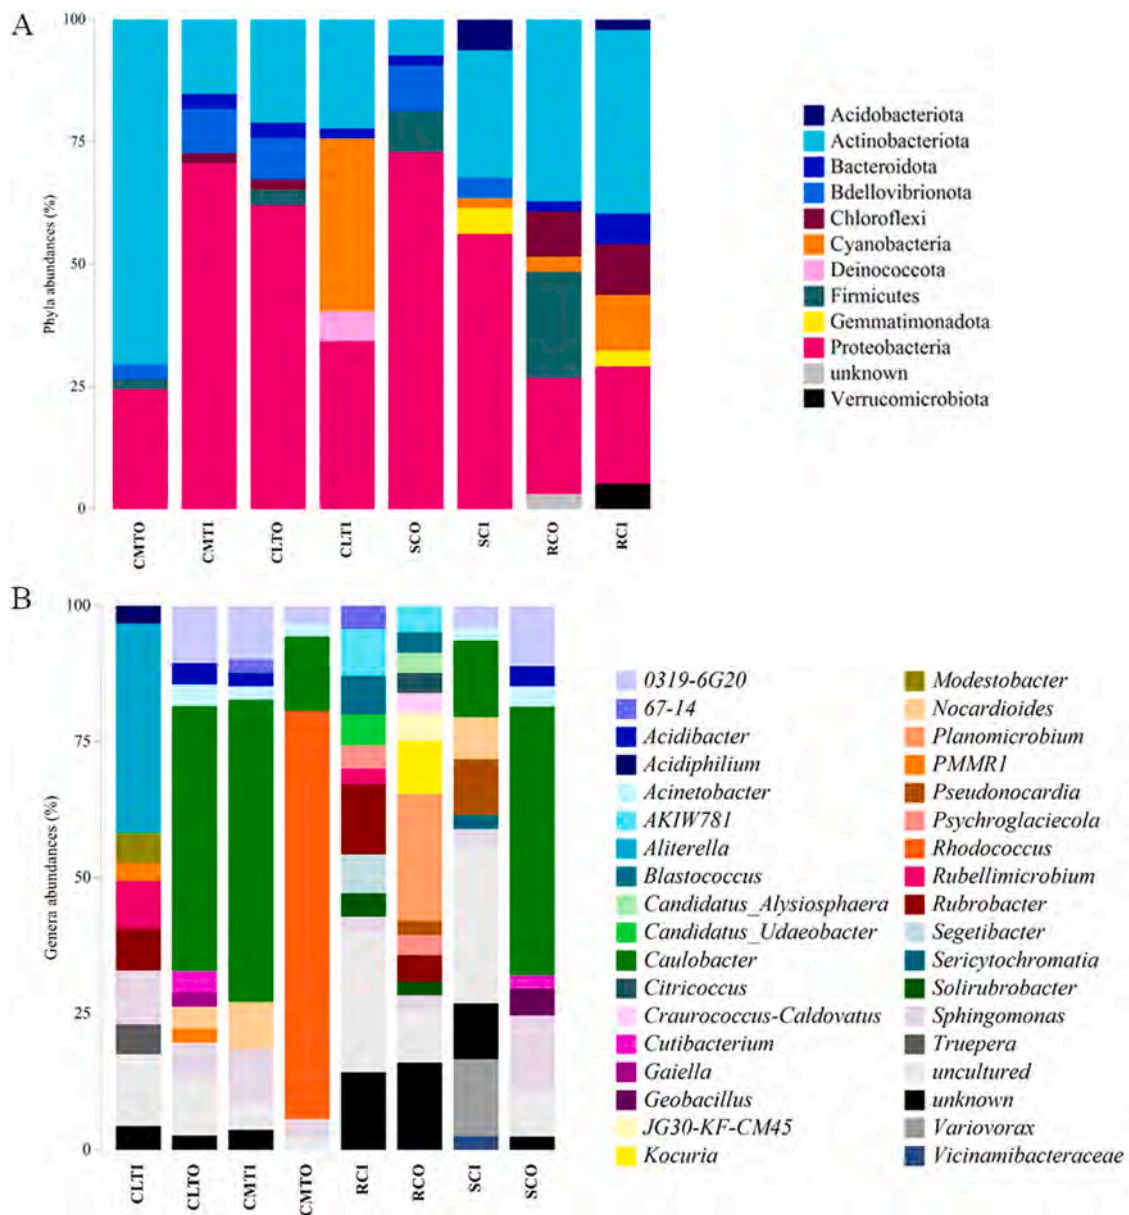 A
100
75
50
25
0
Phyla abundances (%)
CMTO
CMTI
CLTO
CLTI
SCO
SCI
RCO
RCI
Acidobacteriota
Actinobacteriota
Bacteroidota
Bdellovibrionota
Chloroflexi
Cyanobacteria
Deinococcota
Firmicutes
Gemmatimonadota
Proteobacteria
unknown
Verrucomicrobiota
B
100
75
50
25
0
Genera abundances (%)
CLTI
CLTO
CMTI
CMTO
RCI
RCO
SCI
SCO
0319-6G20
67-14
Acidibacter
Acidiphilium
Acinetobacter
AKIW781
Aliterella
Blastococcus
Candidatus_Alysiosphaera
Candidatus_Udaeobacter
Caulobacter
Citricoccus
Craurococcus-Caldovatus
Cutibacterium
Gaiella
Geobacillus
JG30-KF-CM45
Kocuria
Modestobacter
Nocardioides
Planomicrobium
PMMR1
Pseudonocardia
Psychroglaciecola
Rhodococcus
Rubellimicrobium
Rubrobacter
Segetibacter
Sericytochromatia
Solirubrobacter
Sphingomonas
Truepera
uncultured
unknown
Variovorax
Vicinamibacteraceae